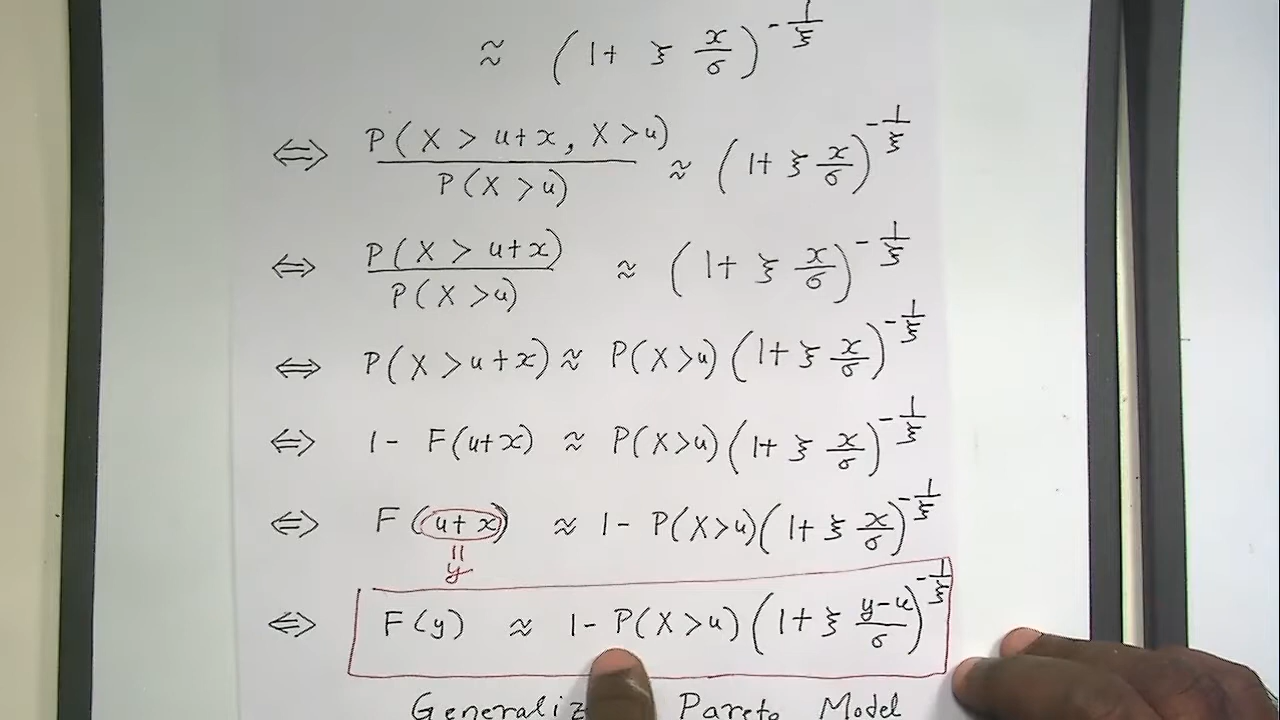 ≈ (1 + ξ x/σ)^(-1/ξ)
⇔ P(X > u+x, X > u) / P(X > u) ≈ (1 + ξ x/σ)^(-1/ξ)
⇔ P(X > u+x) / P(X > u) ≈ (1 + ξ x/σ)^(-1/ξ)
⇔ P(X > u+x) ≈ P(X > u) (1 + ξ x/σ)^(-1/ξ)
⇔ 1 - F(u+x) ≈ P(X > u) (1 + ξ x/σ)^(-1/ξ)
⇔ F(u+x) ≈ 1 - P(X > u) (1 + ξ x/σ)^(-1/ξ)
=
y
⇔ F(y) ≈ 1 - P(X > u) (1 + ξ (y-u)/σ)^(-1/ξ)
Pareto Model